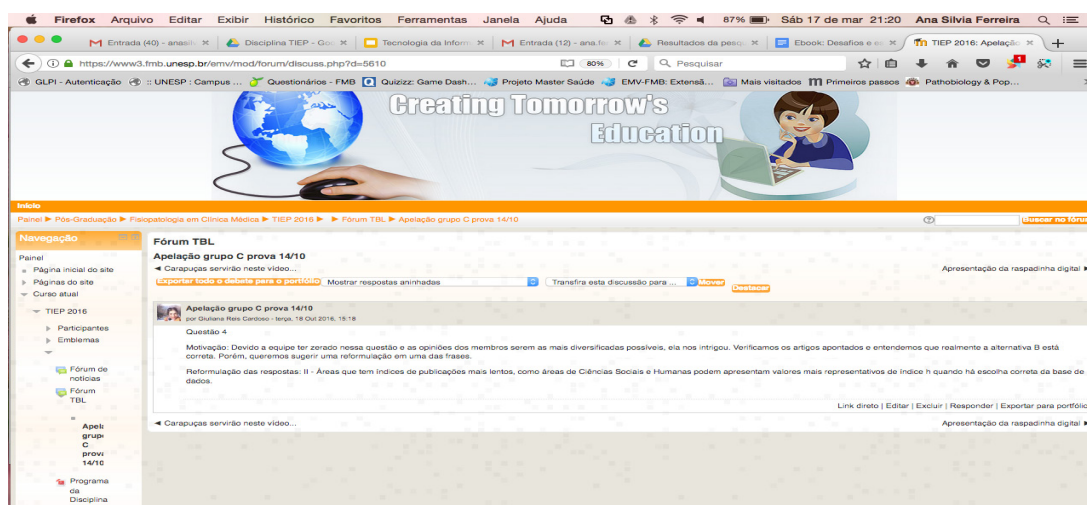 Firefox Arquivo Editar Exibir Histórico Favoritos Ferramentas Janela Ajuda 87% Sáb 17 de mar 21:20 Ana Silvia Ferreira
Entrada (40) - anasil Disciplina TIEP - Goo Tecnologia da Inform Entrada (12) - ana.fer Resultados da pesqu Ebook: Desafios e es TIEP 2016: Apelação
https://www3.fmb.unesp.br/emv/mod/forum/discuss.php?d=5610 80% Pesquisar
GLPI - Autenticação :: UNESP : Campus ... Questionários - FMB Quizizz: Game Dash... Projeto Master Saúde EMV-FMB: Extensã... Mais visitados Primeiros passos Pathobiology & Pop...
Creating Tomorrow's
Education
Início
Painel Pós-Graduação Fisiopatologia em Clínica Médica TIEP 2016 Fórum TBL Apelação grupo C prova 14/10 Buscar no fórum
Navegação
Painel
Página inicial do site
Páginas do site
Curso atual
TIEP 2016
Participantes
Emblemas
Fórum de
notícias
Fórum
TBL
Apela
grupo
C
prova
14/10
Programa
da
Disciplina
Fórum TBL
Apelação grupo C prova 14/10
◄ Carapuças servirão neste vídeo... Apresentação da raspadinha digital ►
Exportar todo o debate para o portfólio Mostrar respostas aninhadas Transfira esta discussão para ... Mover
Destacar
Apelação grupo C prova 14/10
por Giuliana Reis Cardoso - terça, 18 Out 2016, 15:18
Questão 4
Motivação: Devido a equipe ter zerado nessa questão e as opiniões dos membros serem as mais diversificadas possíveis, ela nos intrigou. Verificamos os artigos apontados e entendemos que realmente a alternativa B está
correta. Porém, queremos sugerir uma reformulação em uma das frases.
Reformulação das respostas: II - Áreas que tem índices de publicações mais lentos, como áreas de Ciências Sociais e Humanas podem apresentam valores mais representativos de índice h quando há escolha correta da base de
dados.
Link direto | Editar | Excluir | Responder | Exportar para portfólio
◄ Carapuças servirão neste vídeo... Apresentação da raspadinha digital ►